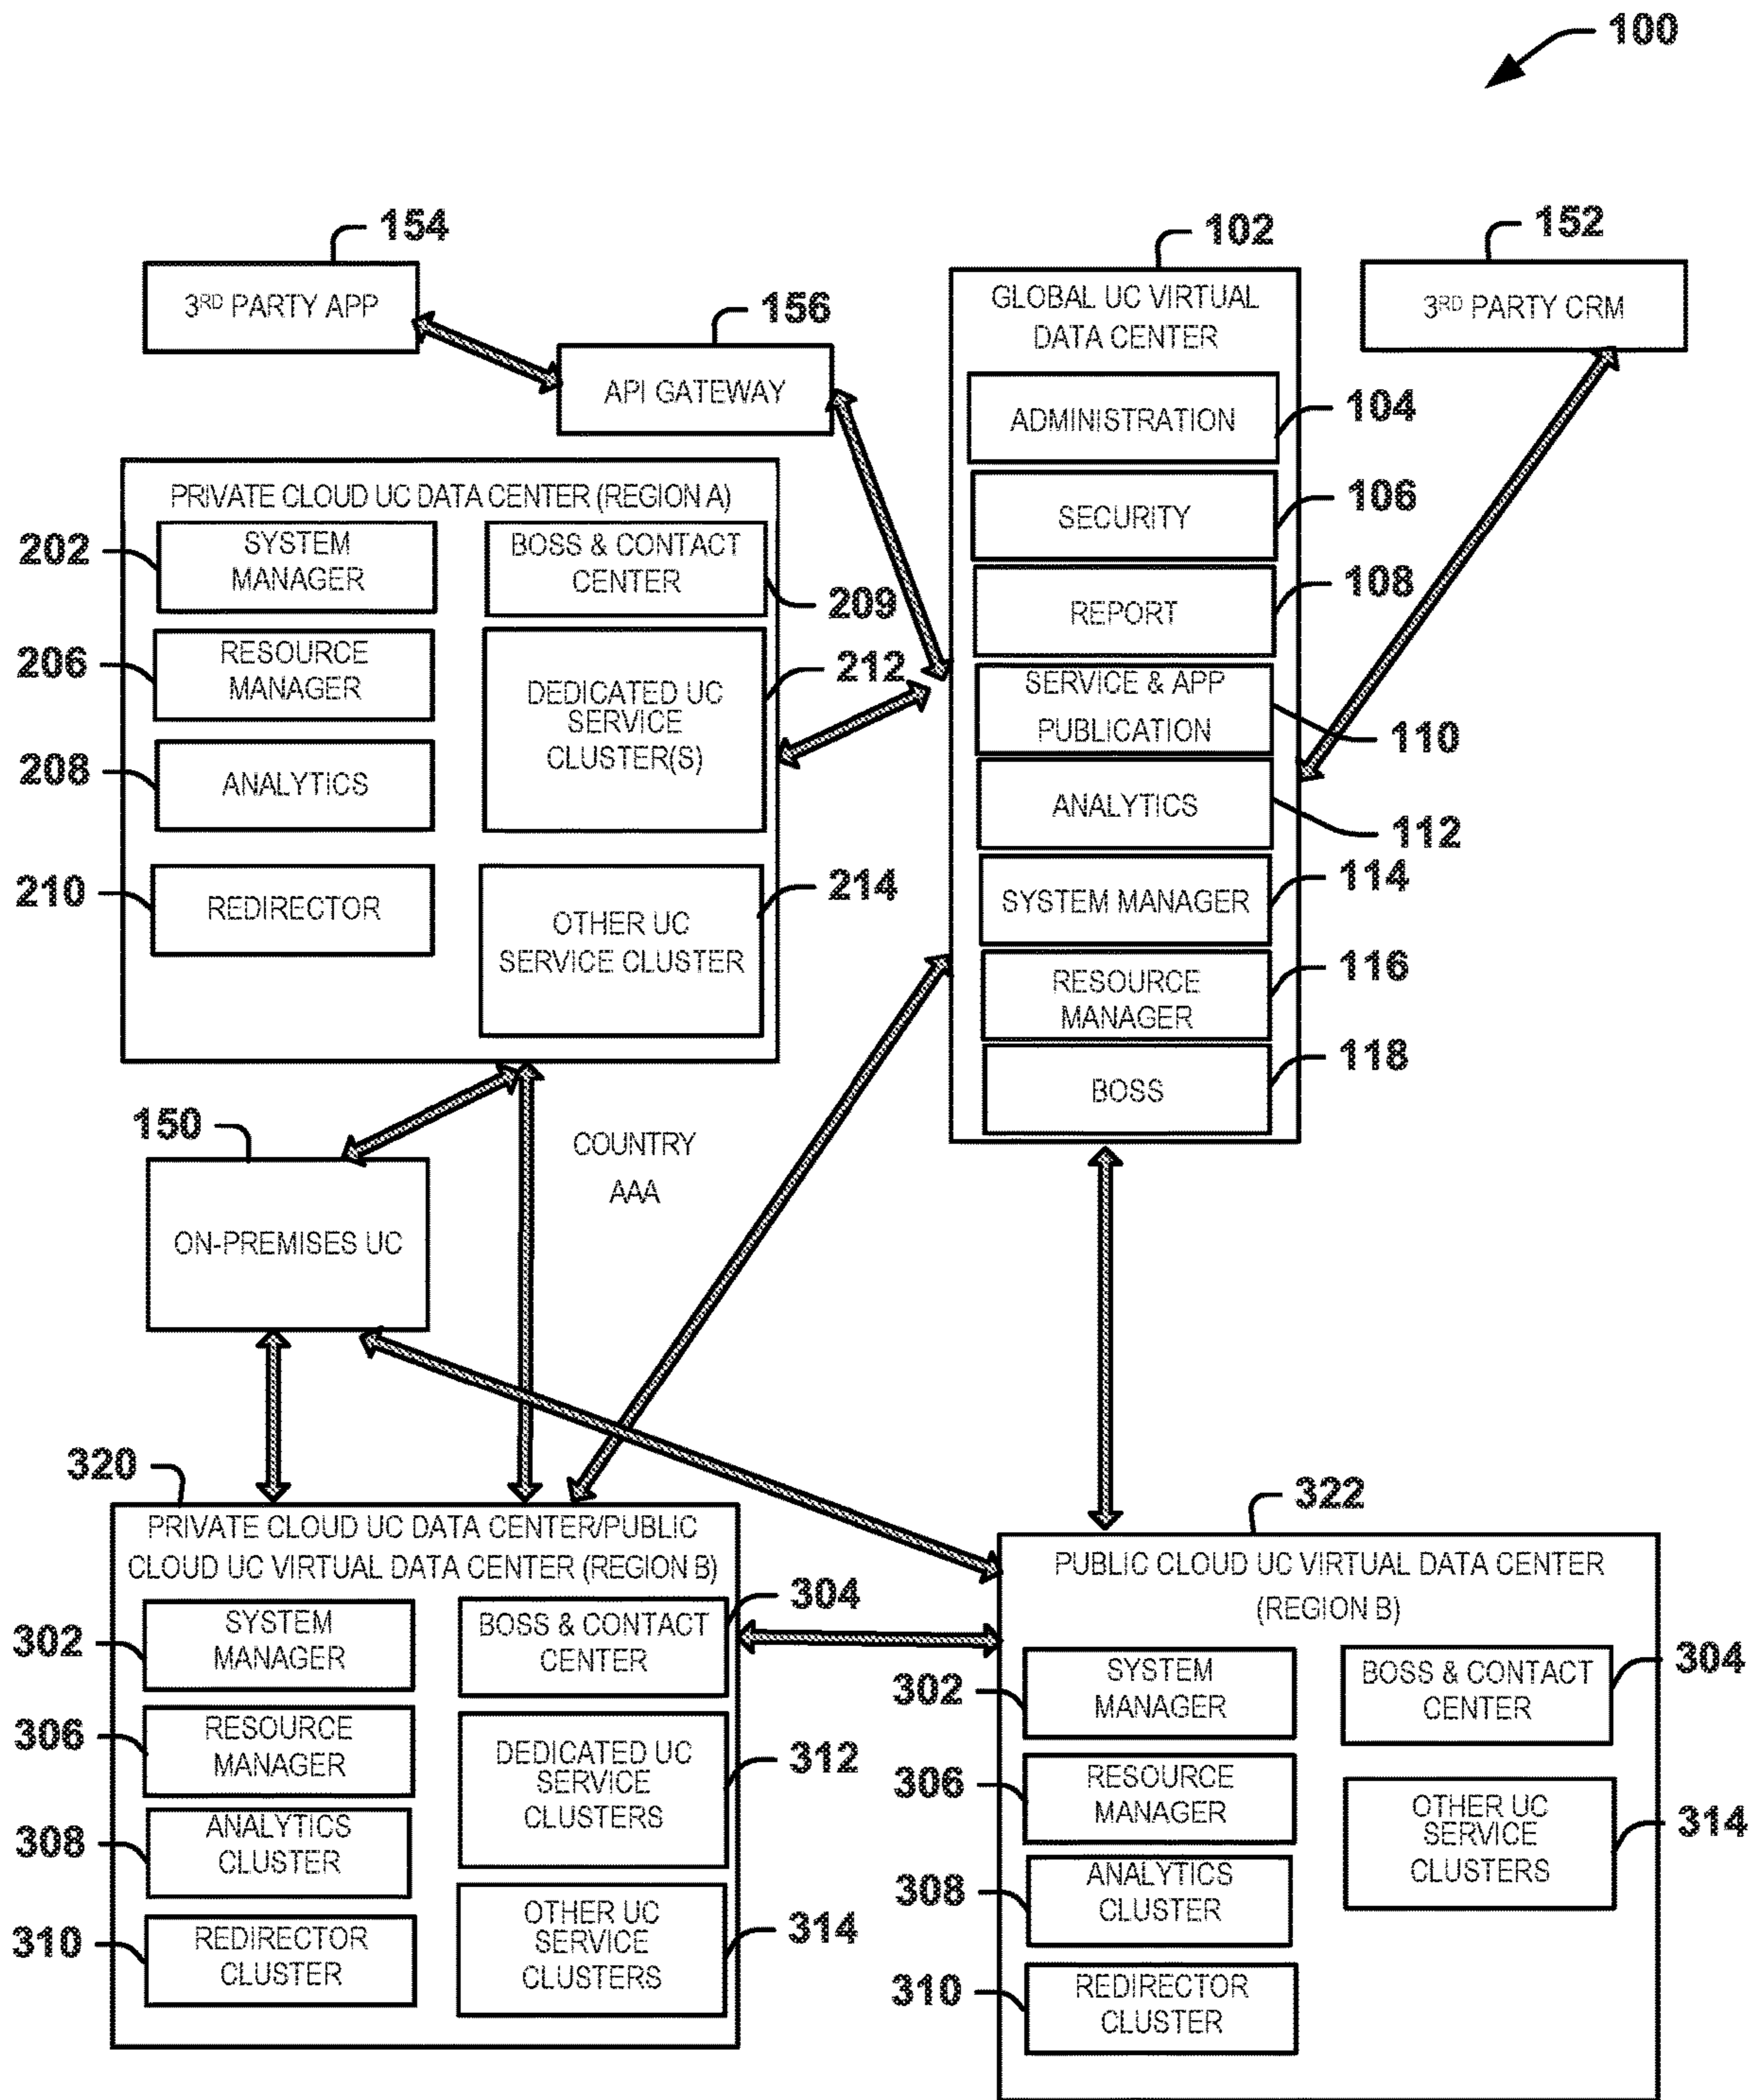 100
154
3RD PARTY APP
156
API GATEWAY
102
GLOBAL UC VIRTUAL
DATA CENTER
152
3RD PARTY CRM
ADMINISTRATION
104
SECURITY
106
REPORT
108
SERVICE & APP
PUBLICATION
110
ANALYTICS
112
SYSTEM MANAGER
114
RESOURCE
MANAGER
116
BOSS
118
PRIVATE CLOUD UC DATA CENTER (REGION A)
202
SYSTEM
MANAGER
BOSS & CONTACT
CENTER
209
206
RESOURCE
MANAGER
DEDICATED UC
SERVICE
CLUSTER(S)
212
208
ANALYTICS
210
REDIRECTOR
OTHER UC
SERVICE CLUSTER
214
150
ON-PREMISES UC
COUNTRY
AAA
320
PRIVATE CLOUD UC DATA CENTER/PUBLIC
CLOUD UC VIRTUAL DATA CENTER (REGION B)
302
SYSTEM
MANAGER
BOSS & CONTACT
CENTER
304
306
RESOURCE
MANAGER
DEDICATED UC
SERVICE
CLUSTERS
312
308
ANALYTICS
CLUSTER
310
REDIRECTOR
CLUSTER
OTHER UC
SERVICE
CLUSTERS
314
322
PUBLIC CLOUD UC VIRTUAL DATA CENTER
(REGION B)
302
SYSTEM
MANAGER
BOSS & CONTACT
CENTER
304
306
RESOURCE
MANAGER
OTHER UC
SERVICE
CLUSTERS
314
308
ANALYTICS
CLUSTER
310
REDIRECTOR
CLUSTER